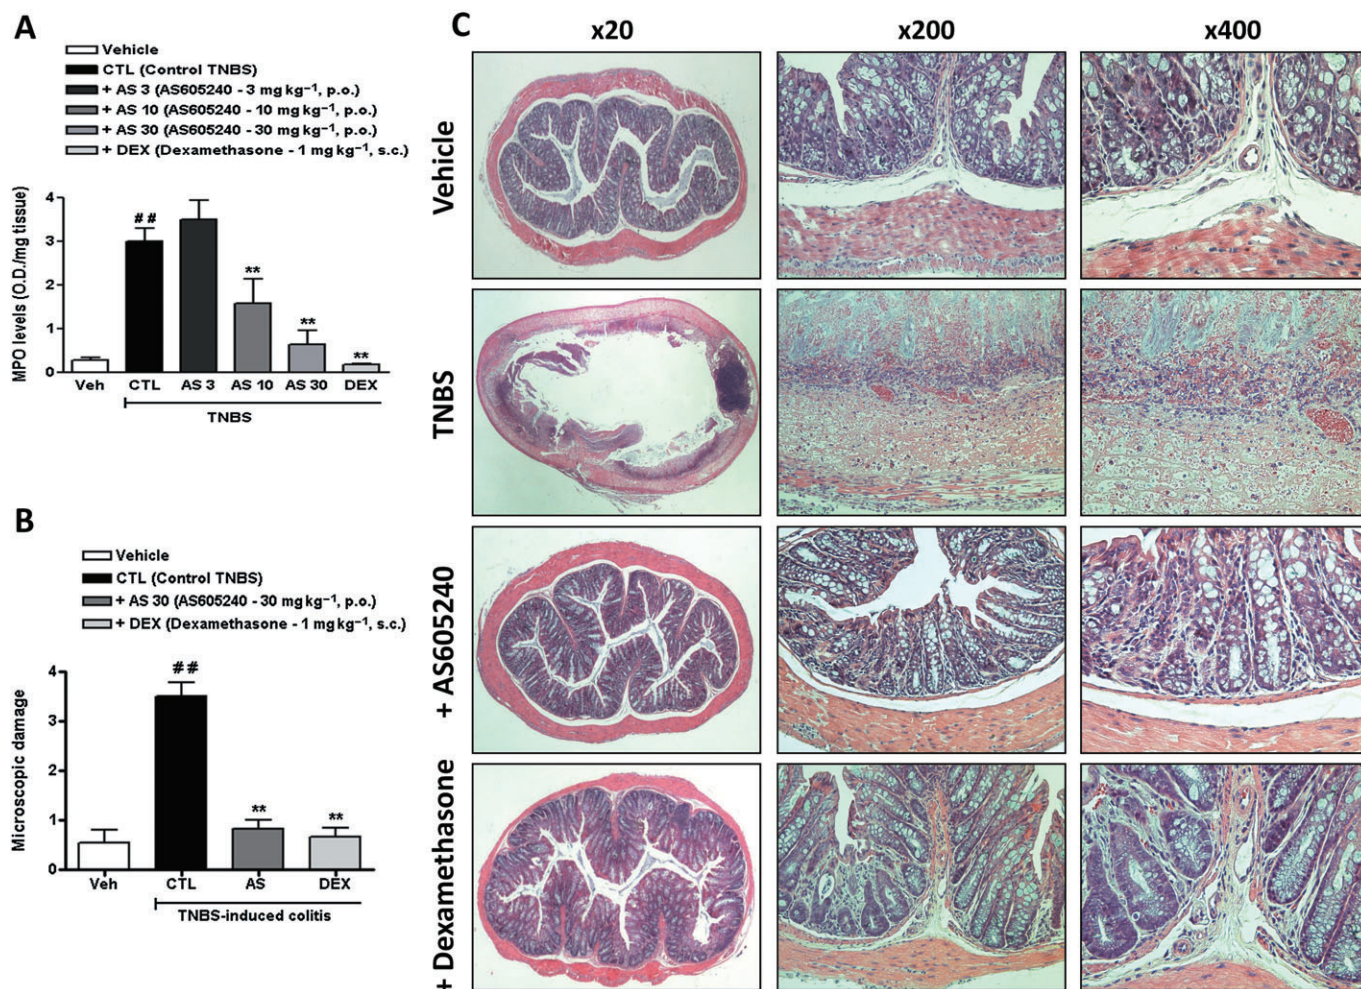 A
Vehicle
CTL (Control TNBS)
+ AS 3 (AS605240 - 3 mg kg⁻¹, p.o.)
+ AS 10 (AS605240 - 10 mg kg⁻¹, p.o.)
+ AS 30 (AS605240 - 30 mg kg⁻¹, p.o.)
+ DEX (Dexamethasone - 1 mg kg⁻¹, s.c.)
MPO levels (O.D./mg tissue)
4
3
2
1
0
##
**
**
**
Veh CTL AS 3 AS 10 AS 30 DEX
TNBS
B
Vehicle
CTL (Control TNBS)
+ AS 30 (AS605240 - 30 mg kg⁻¹, p.o.)
+ DEX (Dexamethasone - 1 mg kg⁻¹, s.c.)
Microscopic damage
4
3
2
1
0
##
**
**
Veh CTL AS DEX
TNBS-induced colitis
C
x20 x200 x400
Vehicle
TNBS
+ AS605240
+ Dexamethasone